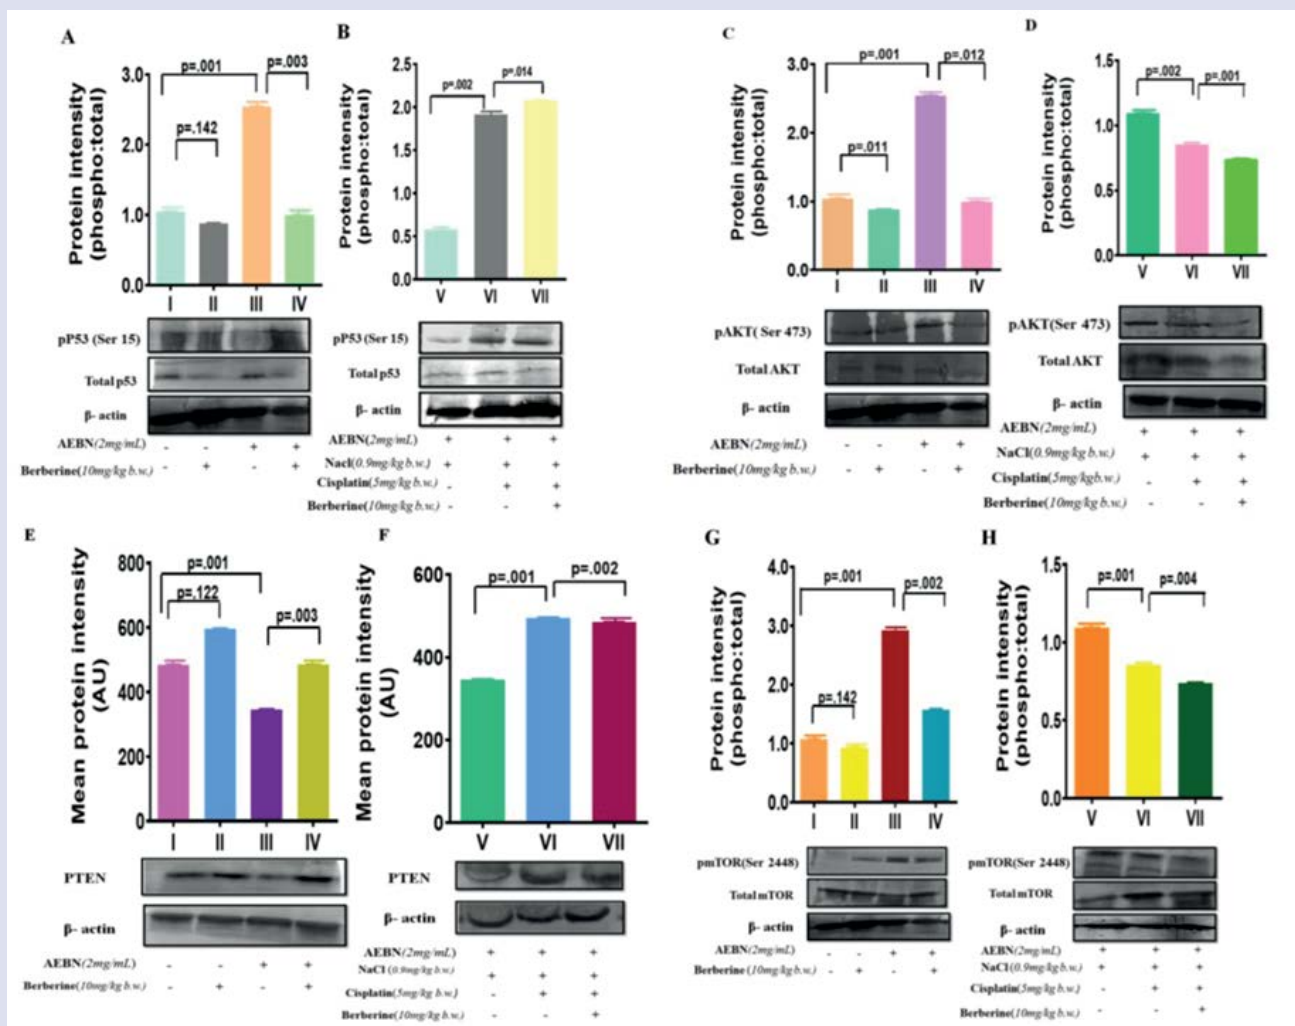 A
Protein intensity
(phospho:total)
3.0
2.0
1.0
0.0
p=.001
p=.003
p=.142
I II III IV
pP53 (Ser 15)
Total p53
β- actin
AEBN(2mg/mL) - - + +
Berberine(10mg/kg b.w.) - + - +
B
Protein intensity
(phospho:total)
2.5
2.0
1.5
1.0
0.5
0.0
p=.002
p=.014
V VI VII
pP53 (Ser 15)
Total p53
β- actin
AEBN(2mg/mL) + + +
Nacl(0.9mg/kg b.w.) + + +
Cisplatin(5mg/kg b.w.) - + +
Berberine(10mg/kg b.w.) - - +
C
Protein intensity
(phospho:total)
3.0
2.0
1.0
0.0
p=.001
p=.012
p=.011
I II III IV
pAKT( Ser 473)
Total AKT
β- actin
AEBN(2mg/mL) - - + +
Berberine(10mg/kg b.w.) - + - +
D
Protein intensity
(phospho:total)
1.5
1.0
0.5
0.0
p=.002
p=.001
V VI VII
pAKT(Ser 473)
Total AKT
β- actin
AEBN(2mg/mL) + + +
NaCl(0.9mg/kg b.w.) + + +
Cisplatin(5mg/kgb.w.) - + +
Berberine(10mg/kg b.w.) - - +
E
Mean protein intensity
(AU)
800
600
400
200
0
p=.001
p=.122
p=.003
I II III IV
PTEN
β- actin
AEBN(2mg/mL) - - + +
Berberine(10mg/kg b.w.) - + - +
F
Mean protein intensity
(AU)
600
400
200
0
p=.001
p=.002
V VI VII
PTEN
β- actin
AEBN(2mg/mL) + + +
NaCl (0.9mg/kg b.w.) + + +
Cisplatin(5mg/kg b.w.) - + +
Berberine(10mg/kg b.w.) - - +
G
Protein intensity
(phospho:total)
4.0
3.0
2.0
1.0
0.0
p=.001
p=.002
p=.142
I II III IV
pmTOR(Ser 2448)
Total mTOR
β- actin
AEBN(2mg/mL) - - + +
Berberine(10mg/kg b.w.) - + - +
H
Protein intensity
(phospho:total)
1.5
1.0
0.5
0.0
p=.001
p=.004
V VI VII
pmTOR(Ser 2448)
Total mTOR
β- actin
AEBN(2mg/mL) + + +
NaCl(0.9mg/kg b.w.) + + +
Cisplatin(5mg/kg b.w.) - + +
Berberine(10mg/kg b.w.) - - +